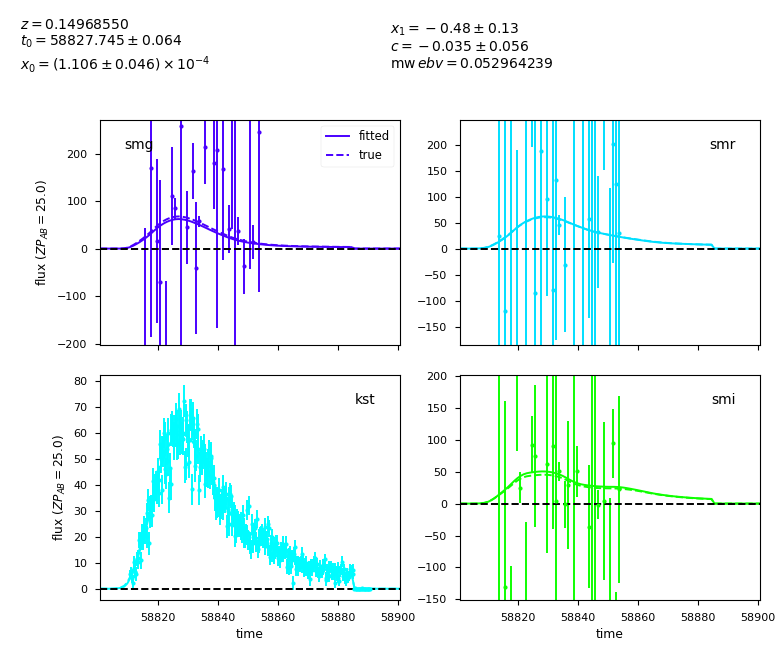 z = 0.14968550
t₀ = 58827.745 ± 0.064
x₀ = (1.106 ± 0.046) × 10⁻⁴
x₁ = −0.48 ± 0.13
c = −0.035 ± 0.056
mw ebv = 0.052964239
smg
fitted
true
200
100
0
−100
−200
flux (ZP_AB = 25.0)
smr
200
150
100
50
0
−50
−100
−150
kst
80
70
60
50
40
30
20
10
0
flux (ZP_AB = 25.0)
58820 58840 58860 58880 58900
time
smi
200
150
100
50
0
−50
−100
−150
58820 58840 58860 58880 58900
time